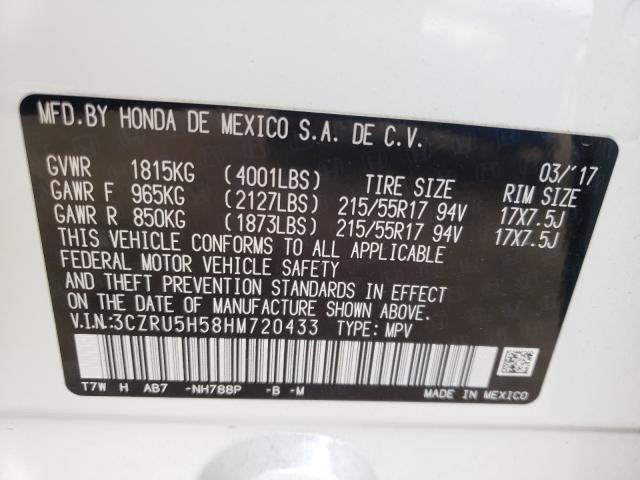 MFD.BY HONDA DE MEXICO S.A. DE C.V.
03/'17
GVWR 1815KG (4001LBS) TIRE SIZE RIM SIZE
GAWR F 965KG (2127LBS) 215/55R17 94V 17X7.5J
GAWR R 850KG (1873LBS) 215/55R17 94V 17X7.5J
THIS VEHICLE CONFORMS TO ALL APPLICABLE
FEDERAL MOTOR VEHICLE SAFETY
AND THEFT PREVENTION STANDARDS IN EFFECT
ON THE DATE OF MANUFACTURE SHOWN ABOVE.
V.I.N:3CZRU5H58HM720433 TYPE: MPV
T7W H AB7 -NH788P -B -M
MADE IN MEXICO